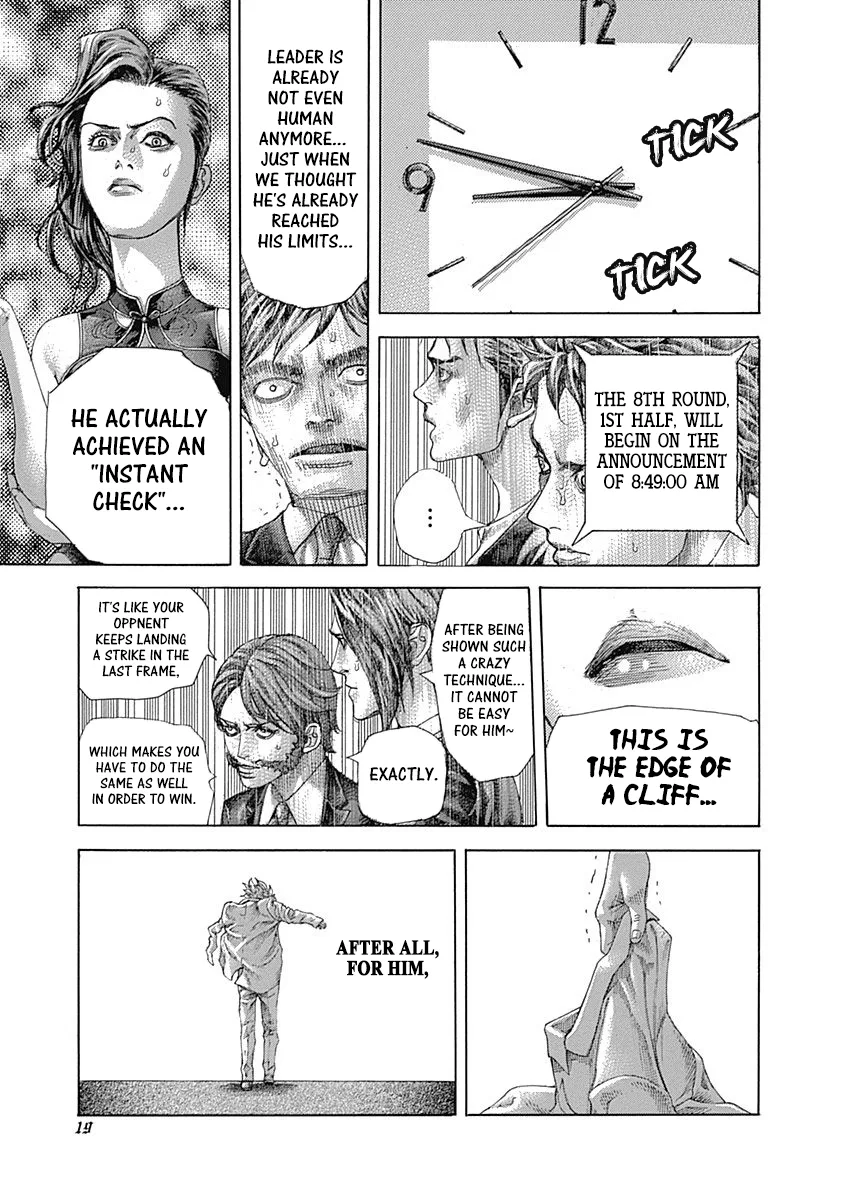 12
9
TICK
TICK
LEADER IS
ALREADY
NOT EVEN
HUMAN
ANYMORE...
JUST WHEN
WE THOUGHT
HE'S ALREADY
REACHED
HIS LIMITS...
HE ACTUALLY
ACHIEVED AN
"INSTANT
CHECK"...
THE 8TH ROUND,
1ST HALF, WILL
BEGIN ON THE
ANNOUNCEMENT
OF 8:49:00 AM
...
THIS IS
THE EDGE OF
A CLIFF...
AFTER BEING
SHOWN SUCH
A CRAZY
TECHNIQUE...
IT CANNOT
BE EASY
FOR HIM~
EXACTLY.
IT'S LIKE YOUR
OPPNENT
KEEPS LANDING
A STRIKE IN THE
LAST FRAME,
WHICH MAKES YOU
HAVE TO DO THE
SAME AS WELL
IN ORDER TO WIN.
AFTER ALL,
FOR HIM,
19